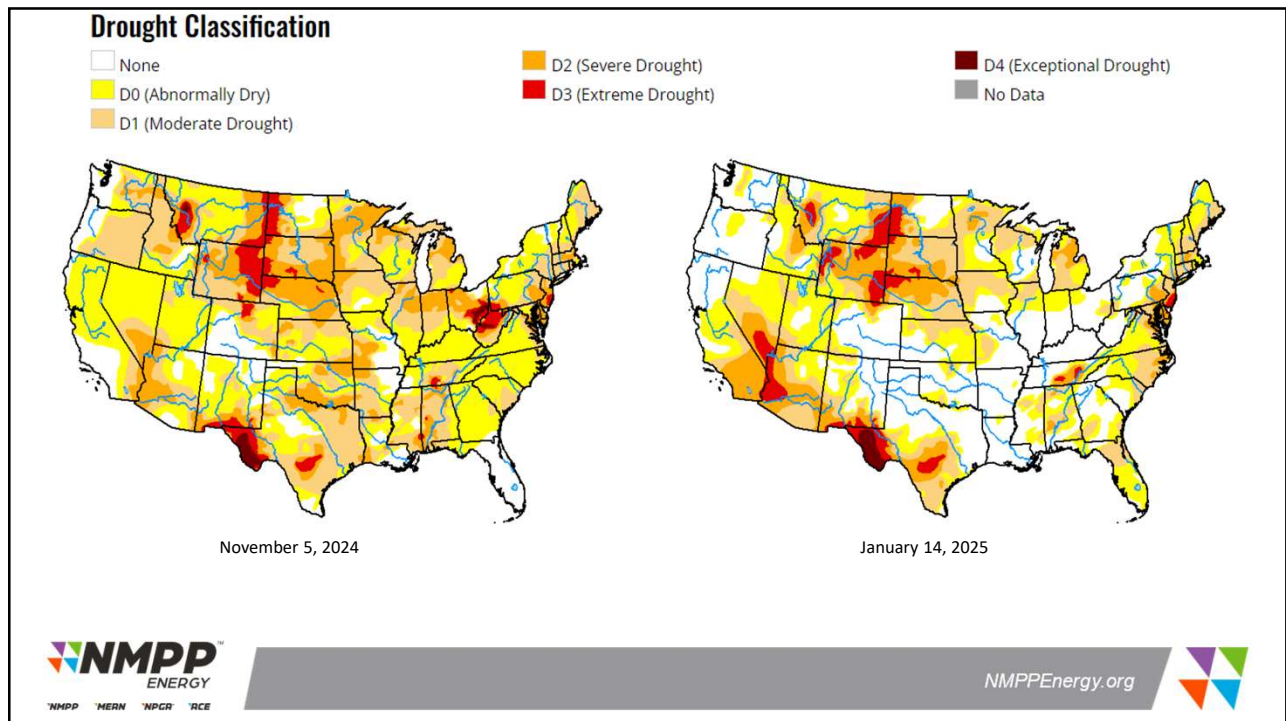 Drought Classification
None
D0 (Abnormally Dry)
D1 (Moderate Drought)
D2 (Severe Drought)
D3 (Extreme Drought)
D4 (Exceptional Drought)
No Data
November 5, 2024
January 14, 2025
NMPP™
ENERGY
NMPP MEAN NPGA ACE
NMPPEnergy.org